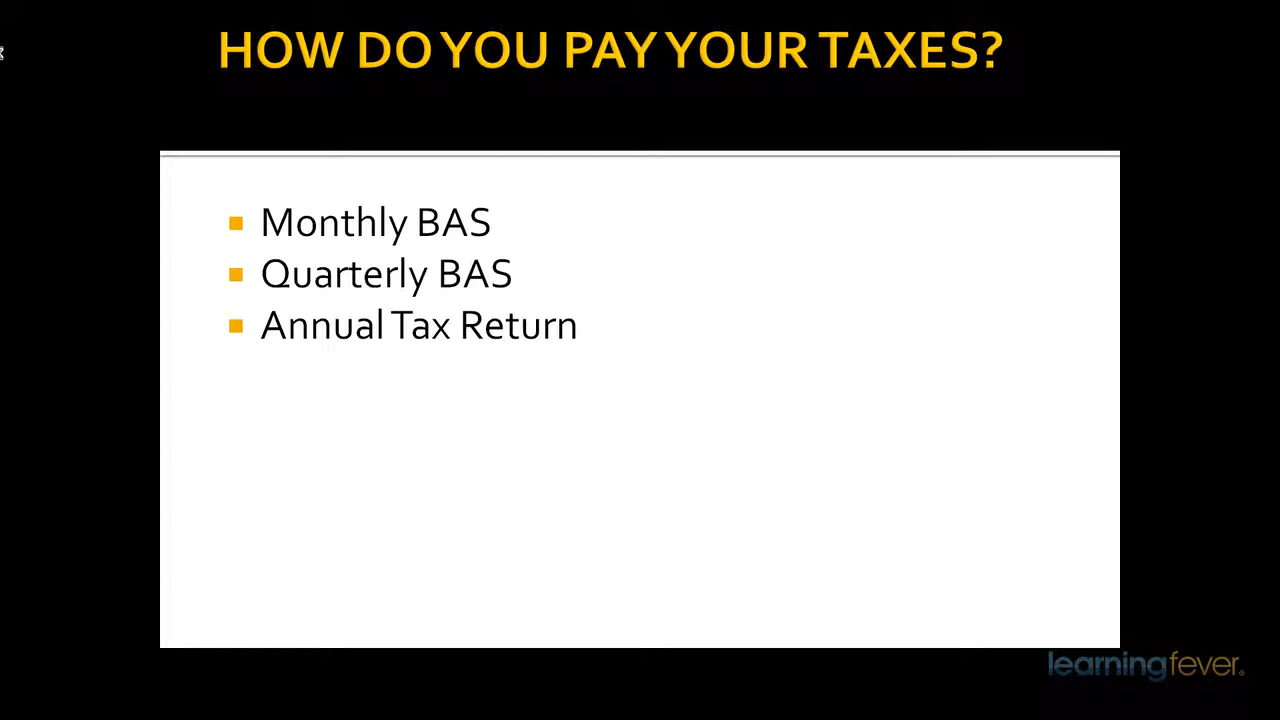 HOW DO YOU PAY YOUR TAXES?
Monthly BAS
Quarterly BAS
Annual Tax Return
learningfever